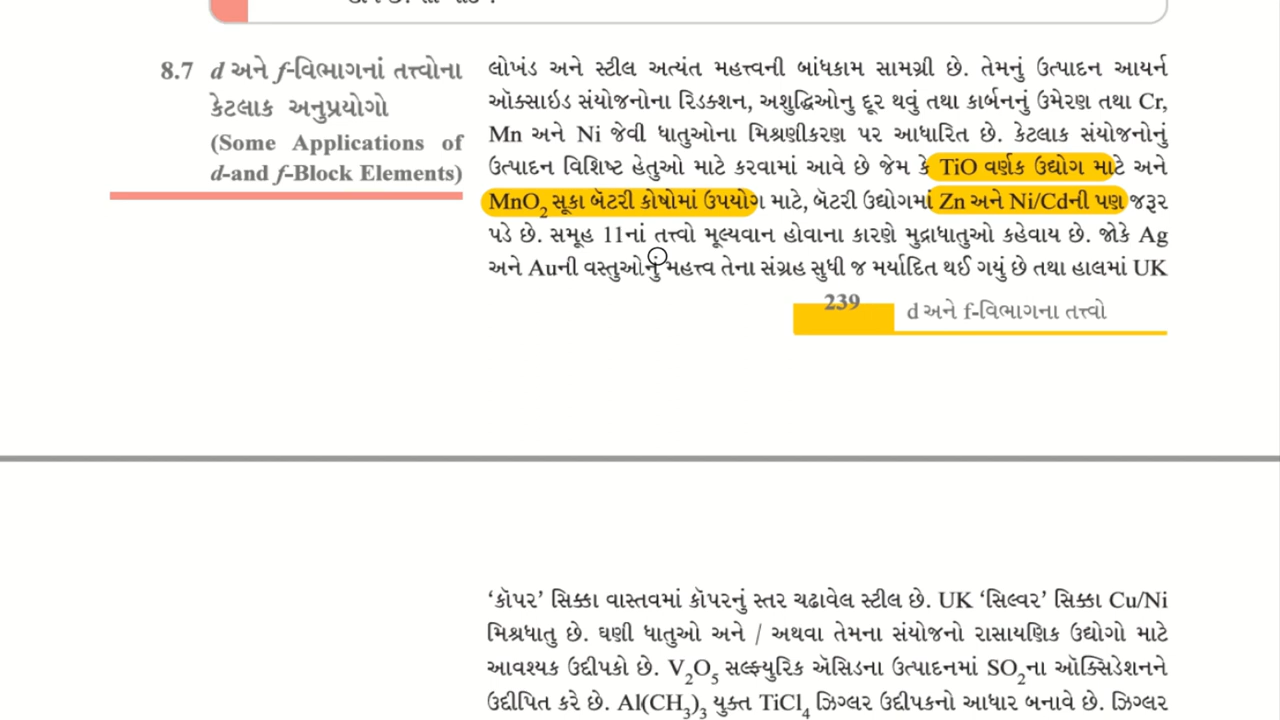 8.7 d અને f-વિભાગનાં તત્ત્વોના
કેટલાક અનુપ્રયોગો
(Some Applications of
d-and f-Block Elements)
લોખંડ અને સ્ટીલ અત્યંત મહત્ત્વની બાંધકામ સામગ્રી છે. તેમનું ઉત્પાદન આયર્ન
ઑક્સાઇડ સંયોજનોના રિડક્શન, અશુદ્ધિઓનુ દૂર થવું તથા કાર્બનનું ઉમેરણ તથા Cr,
Mn અને Ni જેવી ધાતુઓના મિશ્રણીકરણ પર આધારિત છે. કેટલાક સંયોજનોનું
ઉત્પાદન વિશિષ્ટ હેતુઓ માટે કરવામાં આવે છે જેમ કે TiO વર્ણક ઉદ્યોગ માટે અને
MnO₂ સૂકા બૅટરી કોષોમાં ઉપયોગ માટે, બૅટરી ઉદ્યોગમાં Zn અને Ni/Cdની પણ જરૂર
પડે છે. સમૂહ 11નાં તત્ત્વો મૂલ્યવાન હોવાના કારણે મુદ્રાધાતુઓ કહેવાય છે. જોકે Ag
અને Auની વસ્તુઓનું મહત્ત્વ તેના સંગ્રહ સુધી જ મર્યાદિત થઈ ગયું છે તથા હાલમાં UK
239 d અને f-વિભાગના તત્ત્વો
‘કૉપર’ સિક્કા વાસ્તવમાં કૉપરનું સ્તર ચઢાવેલ સ્ટીલ છે. UK ‘સિલ્વર’ સિક્કા Cu/Ni
મિશ્રધાતુ છે. ઘણી ધાતુઓ અને / અથવા તેમના સંયોજનો રાસાયણિક ઉદ્યોગો માટે
આવશ્યક ઉદ્દીપકો છે. V₂O₅ સલ્ફ્યુરિક ઍસિડના ઉત્પાદનમાં SO₂ના ઑક્સિડેશનને
ઉદ્દીપિત કરે છે. Al(CH₃)₃ યુક્ત TiCl₄ ઝિગ્લર ઉદ્દીપકનો આધાર બનાવે છે. ઝિગ્લર